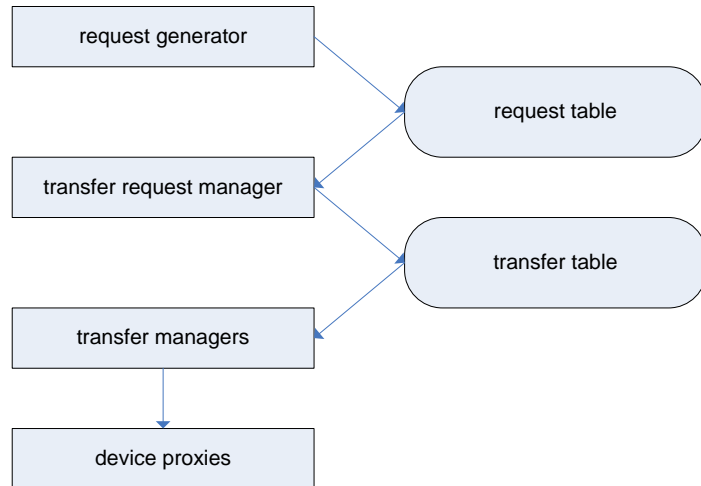 request generator
request table
transfer request manager
transfer table
transfer managers
device proxies